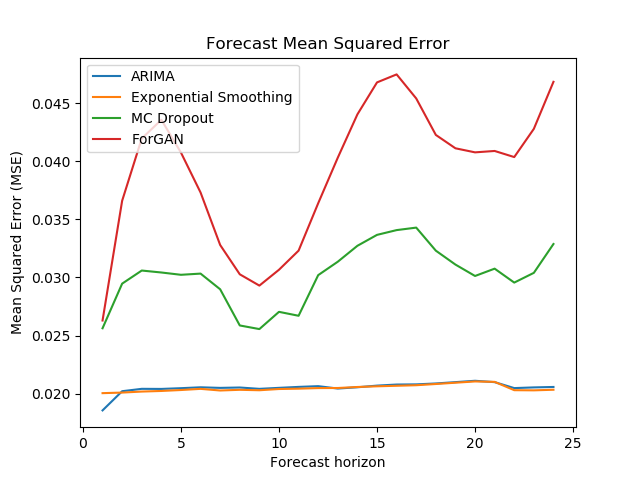 Forecast Mean Squared Error
ARIMA
Exponential Smoothing
MC Dropout
ForGAN
Mean Squared Error (MSE)
0.045
0.040
0.035
0.030
0.025
0.020
0
5
10
15
20
25
Forecast horizon